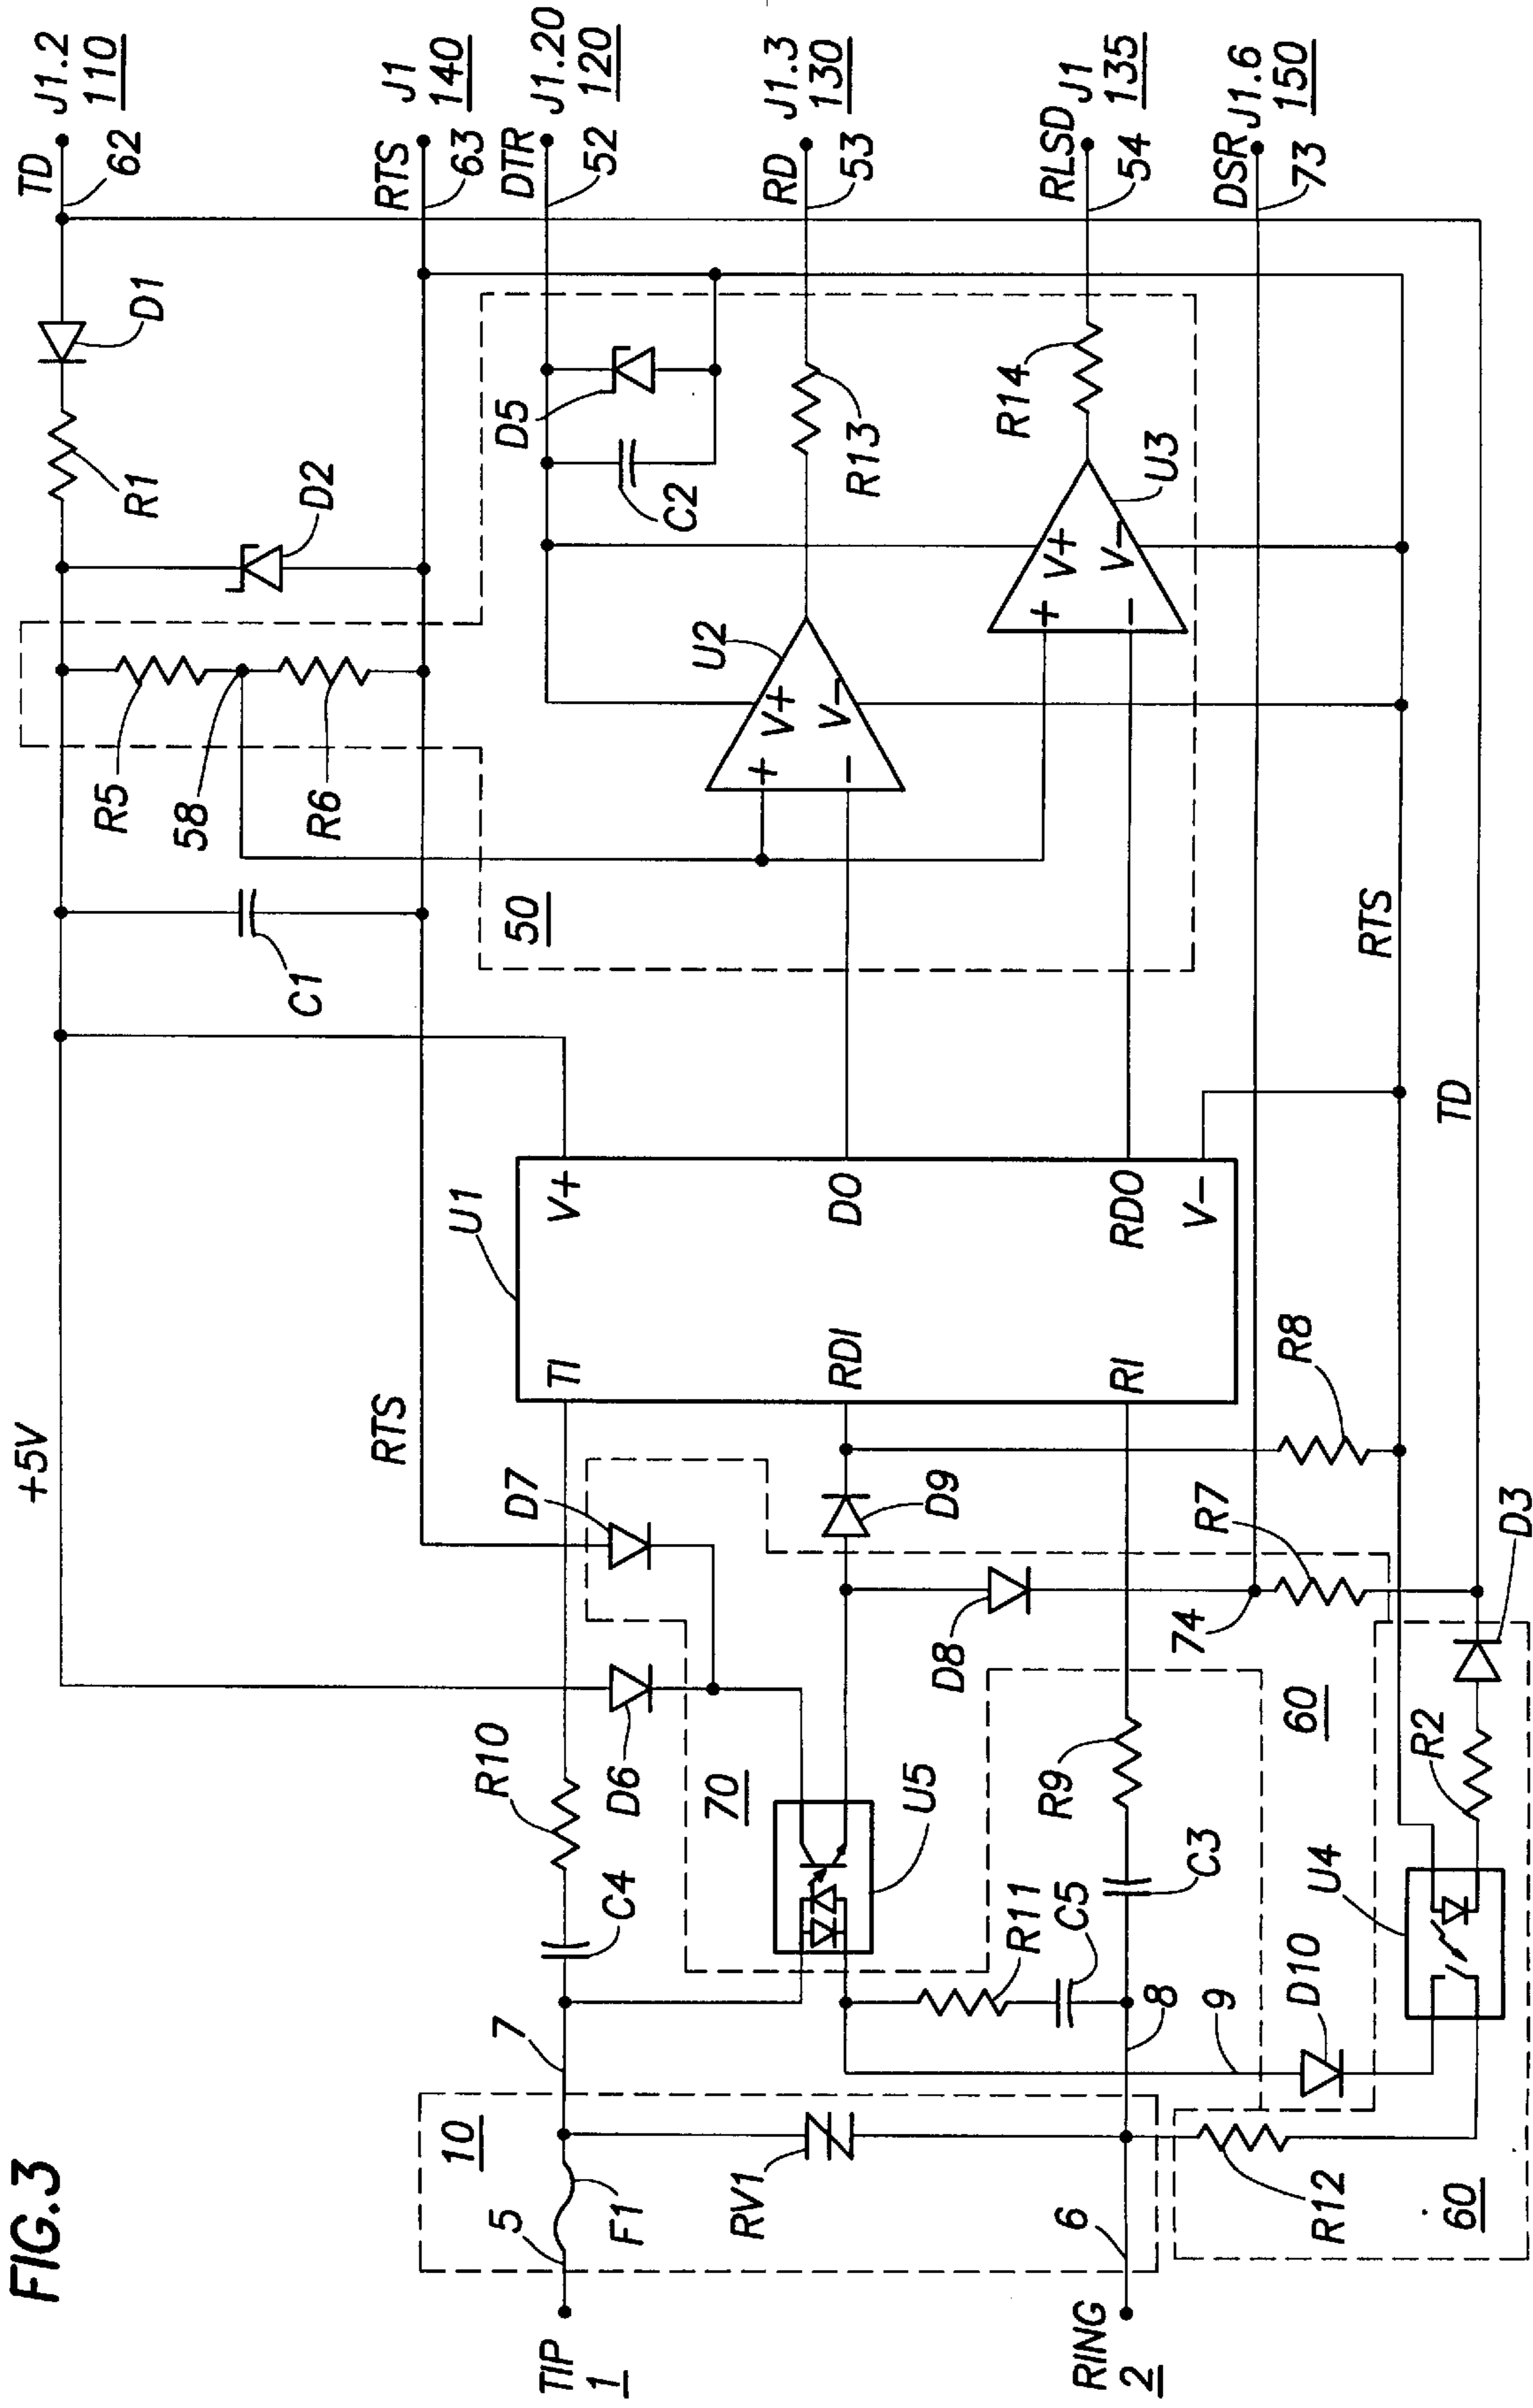 FIG.3
+5V
TD
62
J1.2
110
D1
R1
D2
R5
58
R6
C1
RTS
63
J1
140
RTS
DTR
52
J1.20
120
D5
C2
50
U2
V+
V-
+
-
R13
RD
53
J1.3
130
R14
U3
V+
V-
+
-
RLSD
54
J1
135
DSR
73
J1.6
150
U1
TI
V+
RDI
DO
RI
RDO
V-
D7
D6
R10
C4
70
U5
D9
D8
74
R7
R8
RTS
TD
D3
R2
U4
60
R9
C3
R11
C5
7
8
9
D10
10
5
F1
RV1
6
R12
60
TIP
1
RING
2